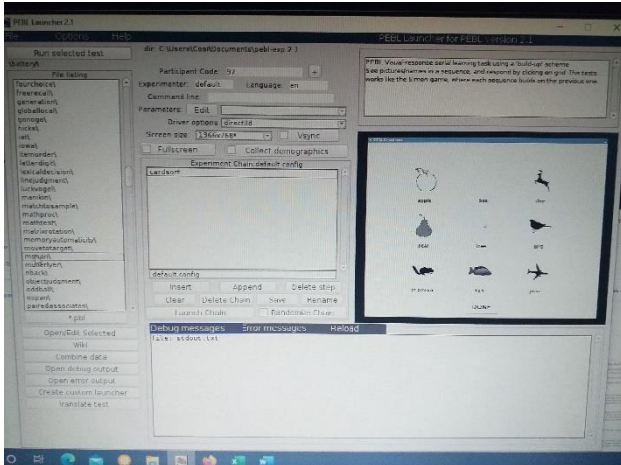 PEBL Launcher 2.1
File Options Help
PEBL Launcher for PEBL Version 2.1
Run selected test
\battery\
File listing
fourchoice\
freerecall\
generation\
globallocal\
gonogo\
hicks\
iat\
iowa\
itemorder\
letterdigit\
lexicaldecision\
linejudgment\
luckvogel\
manikin\
matchtosample\
mathproc\
mathtest\
matrixrotation\
memoryautomaticity\
movetotarget\
nback\
objectjudgment\
oddball\
ospan\
pairedassociates\
*.pbl
Open/Edit Selected
Wiki
Combine data
Open debug output
Open error output
Create custom launcher
Translate test
dir: C:\Users\
\Documents\pebl-exp.2.1
Participant Code: 97 +
Experimenter: default Language: en
Command line:
Parameters: Edit
Driver options: direct3d
Screen size: 1366x768* Vsync
Fullscreen Collect demographics
Experiment Chain:default config
cardsort
default.config
Insert Append Delete step
Clear Delete Chain Save Rename
Launch Chain Randomize Chain
PEBL Visual response serial learning task using a 'build-up' scheme
See pictures/names in a sequence, and respond by clicking on grid. The tests
works like the Simon game, where each sequence builds on the previous one
apple deer
pear bird
DONE
Debug messages Error messages Reload
file: stdout.txt